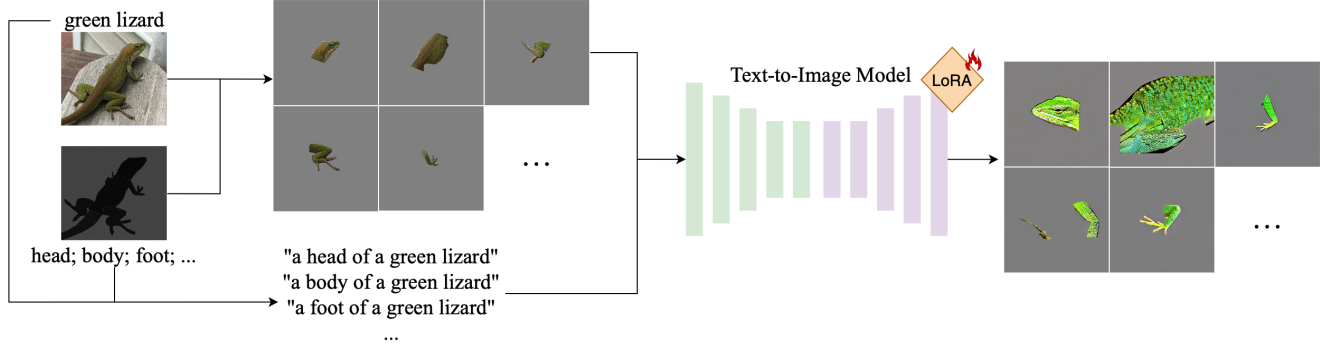 green lizard
head; body; foot; ...
...
"a head of a green lizard"
"a body of a green lizard"
"a foot of a green lizard"
...
Text-to-Image Model
LoRA
...